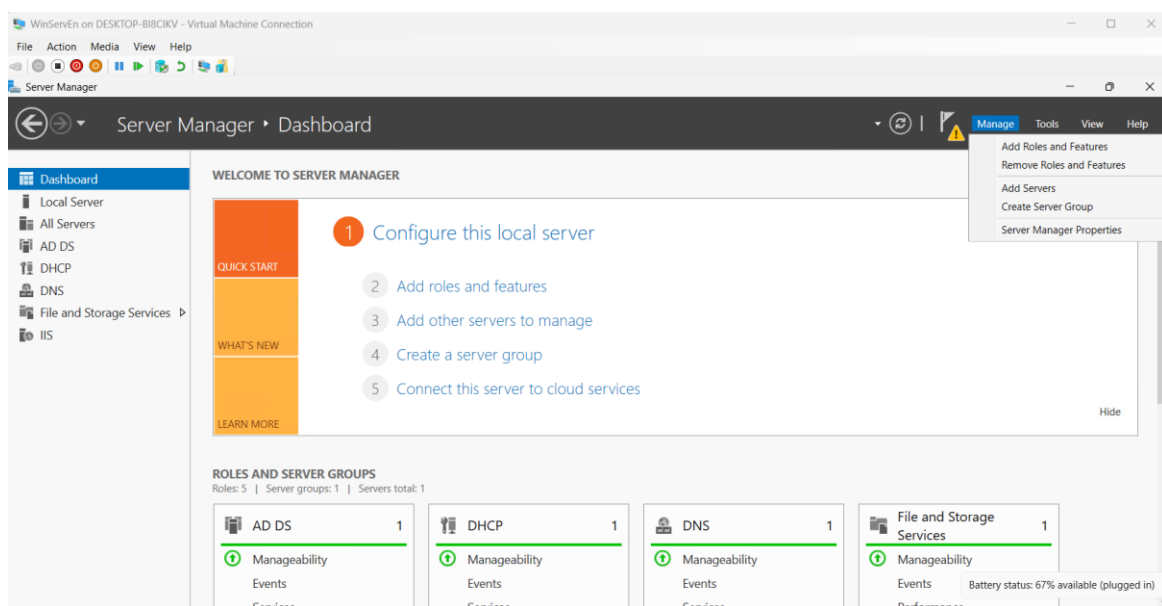 WinServEn on DESKTOP-BI8CIKV - Virtual Machine Connection
File Action Media View Help
Server Manager
Server Manager • Dashboard
Manage Tools View Help
Add Roles and Features
Remove Roles and Features
Add Servers
Create Server Group
Server Manager Properties
Dashboard
Local Server
All Servers
AD DS
DHCP
DNS
File and Storage Services
IIS
WELCOME TO SERVER MANAGER
QUICK START
WHAT'S NEW
LEARN MORE
1 Configure this local server
2 Add roles and features
3 Add other servers to manage
4 Create a server group
5 Connect this server to cloud services
Hide
ROLES AND SERVER GROUPS
Roles: 5 | Server groups: 1 | Servers total: 1
AD DS 1
Manageability
Events
Services
DHCP 1
Manageability
Events
Services
DNS 1
Manageability
Events
Services
File and Storage
Services 1
Manageability
Events
Performance
Battery status: 67% available (plugged in)